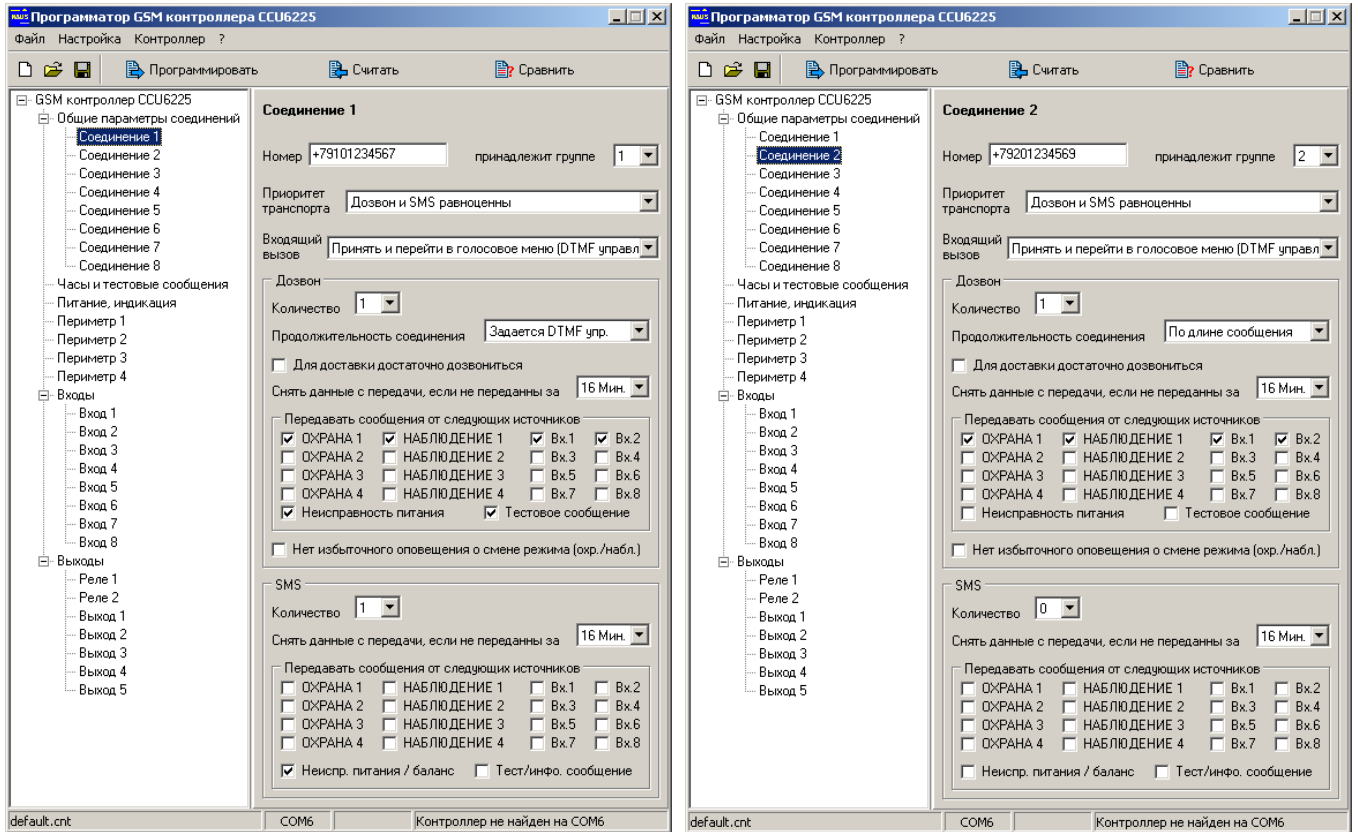 Программатор GSM контроллера CCU6225
Файл Настройка Контроллер ?
Программировать Считать Сравнить
GSM контроллер CCU6225
Общие параметры соединений
Соединение 1
Соединение 2
Соединение 3
Соединение 4
Соединение 5
Соединение 6
Соединение 7
Соединение 8
Часы и тестовые сообщения
Питание, индикация
Периметр 1
Периметр 2
Периметр 3
Периметр 4
Входы
Вход 1
Вход 2
Вход 3
Вход 4
Вход 5
Вход 6
Вход 7
Вход 8
Выходы
Реле 1
Реле 2
Выход 1
Выход 2
Выход 3
Выход 4
Выход 5
Соединение 1
Номер +79101234567 принадлежит группе 1
Приоритет транспорта Дозвон и SMS равноценны
Входящий вызов Принять и перейти в голосовое меню (DTMF управл
Дозвон
Количество 1
Продолжительность соединения Задается DTMF упр.
Для доставки достаточно дозвониться
Снять данные с передачи, если не переданны за 16 Мин.
Передавать сообщения от следующих источников
ОХРАНА 1 НАБЛЮДЕНИЕ 1 Вх.1 Вх.2
ОХРАНА 2 НАБЛЮДЕНИЕ 2 Вх.3 Вх.4
ОХРАНА 3 НАБЛЮДЕНИЕ 3 Вх.5 Вх.6
ОХРАНА 4 НАБЛЮДЕНИЕ 4 Вх.7 Вх.8
Неисправность питания Тестовое сообщение
Нет избыточного оповещения о смене режима (охр./набл.)
SMS
Количество 1
Снять данные с передачи, если не переданны за 16 Мин.
Передавать сообщения от следующих источников
ОХРАНА 1 НАБЛЮДЕНИЕ 1 Вх.1 Вх.2
ОХРАНА 2 НАБЛЮДЕНИЕ 2 Вх.3 Вх.4
ОХРАНА 3 НАБЛЮДЕНИЕ 3 Вх.5 Вх.6
ОХРАНА 4 НАБЛЮДЕНИЕ 4 Вх.7 Вх.8
Неиспр. питания / баланс Тест/инфо. сообщение
default.cnt COM6 Контроллер не найден на COM6
Программатор GSM контроллера CCU6225
Файл Настройка Контроллер ?
Программировать Считать Сравнить
GSM контроллер CCU6225
Общие параметры соединений
Соединение 1
Соединение 2
Соединение 3
Соединение 4
Соединение 5
Соединение 6
Соединение 7
Соединение 8
Часы и тестовые сообщения
Питание, индикация
Периметр 1
Периметр 2
Периметр 3
Периметр 4
Входы
Вход 1
Вход 2
Вход 3
Вход 4
Вход 5
Вход 6
Вход 7
Вход 8
Выходы
Реле 1
Реле 2
Выход 1
Выход 2
Выход 3
Выход 4
Выход 5
Соединение 2
Номер +79201234569 принадлежит группе 2
Приоритет транспорта Дозвон и SMS равноценны
Входящий вызов Принять и перейти в голосовое меню (DTMF управл
Дозвон
Количество 1
Продолжительность соединения По длине сообщения
Для доставки достаточно дозвониться
Снять данные с передачи, если не переданны за 16 Мин.
Передавать сообщения от следующих источников
ОХРАНА 1 НАБЛЮДЕНИЕ 1 Вх.1 Вх.2
ОХРАНА 2 НАБЛЮДЕНИЕ 2 Вх.3 Вх.4
ОХРАНА 3 НАБЛЮДЕНИЕ 3 Вх.5 Вх.6
ОХРАНА 4 НАБЛЮДЕНИЕ 4 Вх.7 Вх.8
Неисправность питания Тестовое сообщение
Нет избыточного оповещения о смене режима (охр./набл.)
SMS
Количество 0
Снять данные с передачи, если не переданны за 16 Мин.
Передавать сообщения от следующих источников
ОХРАНА 1 НАБЛЮДЕНИЕ 1 Вх.1 Вх.2
ОХРАНА 2 НАБЛЮДЕНИЕ 2 Вх.3 Вх.4
ОХРАНА 3 НАБЛЮДЕНИЕ 3 Вх.5 Вх.6
ОХРАНА 4 НАБЛЮДЕНИЕ 4 Вх.7 Вх.8
Неиспр. питания / баланс Тест/инфо. сообщение
default.cnt COM6 Контроллер не найден на COM6